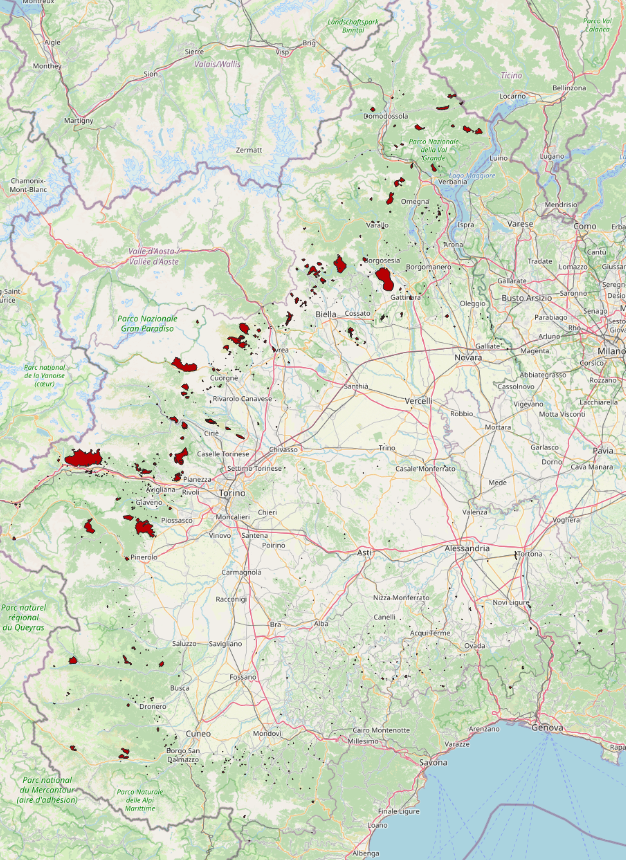 Montreux
Landschaftspark
Binntal
Parco Val
Calanca
Aigle
Monthey
Sierre
Sion
Visp
Brig
Valais/Wallis
Ticino
Bellinzona
Locarno
Martigny
Domodossola
Parco Nazionale
della Val
Grande
Zermatt
Luino
Lugano
Chamonix-
Mont-Blanc
Lago Maggiore
Verbania
Omegna
Mendrisio
Varallo
Ispra
Varese
Como
Valle d'Aosta /
Vallée d'Aoste
Arona
Cantù
Borgosesia
Borgomanero
Tradate
Lomazzo
Gallarate
Saronno
Gattinara
Busto Arsizio
Oleggio
Parco Nazionale
Gran Paradiso
Biella
Cossato
Parabiago
Arluno
Rho
Galliate
Magenta
Milano
Novara
Parc national
de la Vanoise
(cœur)
Cuorgnè
Santhià
Abbiategrasso
Corsico
Rozzano
Cassolnovo
Rivarolo Canavese
Vercelli
Vigevano
Lacchiarella
Robbio
Motta Visconti
Mortara
Ciriè
Chivasso
Trino
Garlasco
Pavia
Caselle Torinese
Dorno
Cava Manara
Settimo Torinese
Casale Monferrato
Pianezza
Mede
Avigliana
Rivoli
Torino
Giaveno
Chieri
Valenza
Voghera
Piossasco
Moncalieri
Vinovo
Santena
Poirino
Asti
Alessandria
Tortona
Pinerolo
Carmagnola
Racconigi
Nizza Monferrato
Novi Ligure
Parc naturel
régional
du Queyras
Canelli
Bra
Alba
Acqui Terme
Ovada
Saluzzo
Savigliano
Busca
Fossano
Dronero
Cuneo
Mondovì
Cairo Montenotte
Millesimo
Arenzano
Genova
Varazze
Borgo San
Dalmazzo
Savona
Parc national
du Mercantour
(aire d'adhésion)
Parco Naturale
delle Alpi
Marittime
Finale Ligure
Loano
Albenga